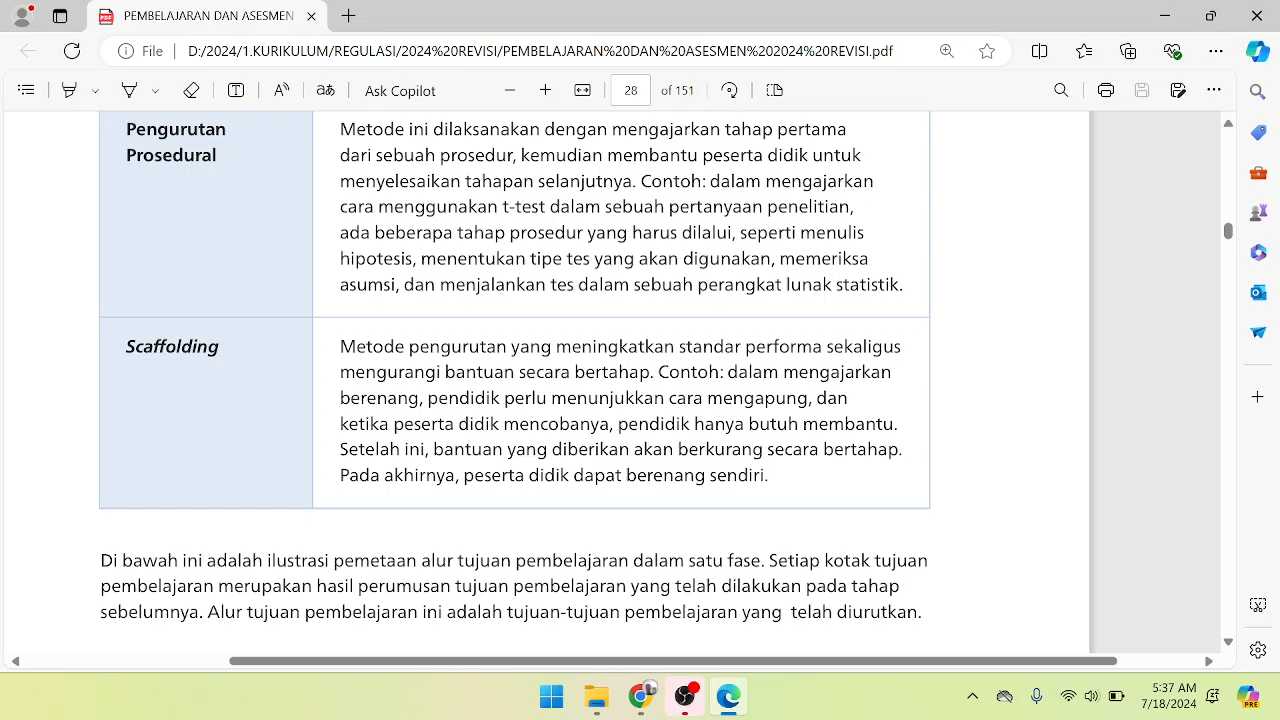 PEMBELAJARAN DAN ASESMEN
File
D:/2024/1.KURIKULUM/REGULASI/2024%20REVISI/PEMBELAJARAN%20DAN%20ASESMEN%202024%20REVISI.pdf
Ask Copilot
28
of 151
Pengurutan
Prosedural
Metode ini dilaksanakan dengan mengajarkan tahap pertama
dari sebuah prosedur, kemudian membantu peserta didik untuk
menyelesaikan tahapan selanjutnya. Contoh: dalam mengajarkan
cara menggunakan t-test dalam sebuah pertanyaan penelitian,
ada beberapa tahap prosedur yang harus dilalui, seperti menulis
hipotesis, menentukan tipe tes yang akan digunakan, memeriksa
asumsi, dan menjalankan tes dalam sebuah perangkat lunak statistik.
Scaffolding
Metode pengurutan yang meningkatkan standar performa sekaligus
mengurangi bantuan secara bertahap. Contoh: dalam mengajarkan
berenang, pendidik perlu menunjukkan cara mengapung, dan
ketika peserta didik mencobanya, pendidik hanya butuh membantu.
Setelah ini, bantuan yang diberikan akan berkurang secara bertahap.
Pada akhirnya, peserta didik dapat berenang sendiri.
Di bawah ini adalah ilustrasi pemetaan alur tujuan pembelajaran dalam satu fase. Setiap kotak tujuan
pembelajaran merupakan hasil perumusan tujuan pembelajaran yang telah dilakukan pada tahap
sebelumnya. Alur tujuan pembelajaran ini adalah tujuan-tujuan pembelajaran yang telah diurutkan.
5:37 AM
7/18/2024
PRE